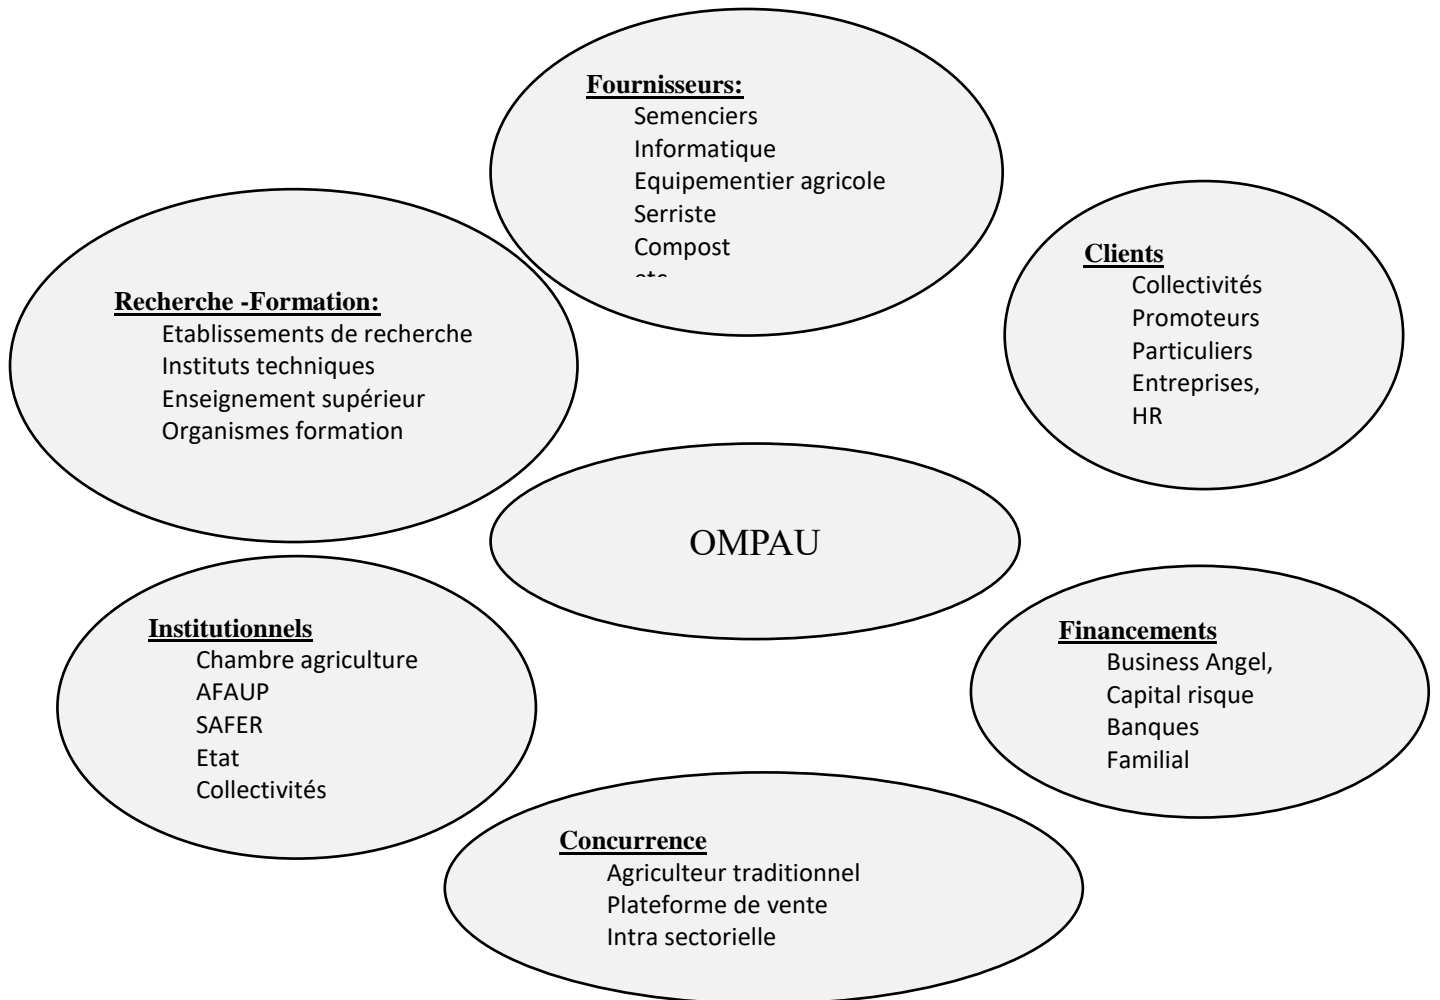 Fournisseurs:
Semenciers
Informatique
Equipementier agricole
Serriste
Compost
Recherche -Formation:
Etablissements de recherche
Instituts techniques
Enseignement supérieur
Organismes formation
Clients
Collectivités
Promoteurs
Particuliers
Entreprises,
HR
OMPAU
Institutionnels
Chambre agriculture
AFAUP
SAFER
Etat
Collectivités
Financements
Business Angel,
Capital risque
Banques
Familial
Concurrence
Agriculteur traditionnel
Plateforme de vente
Intra sectorielle